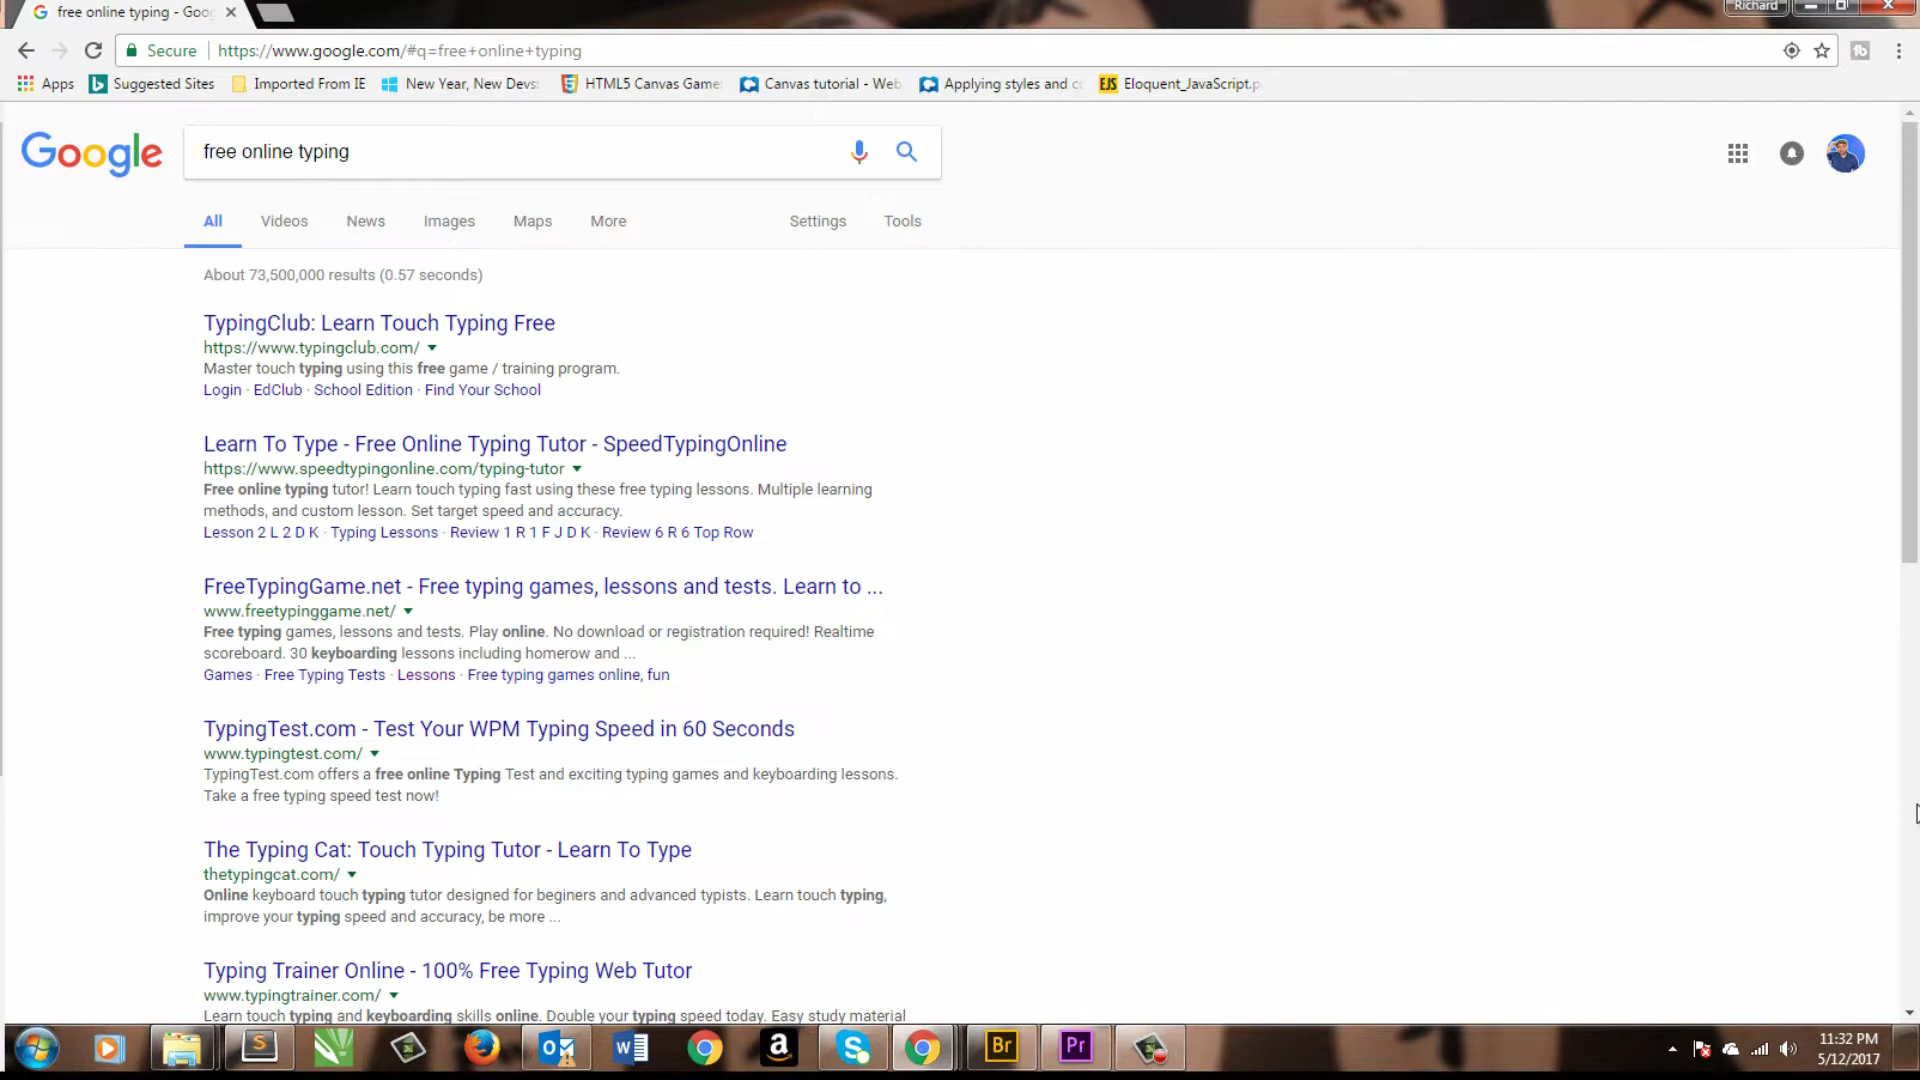 free online typing - Goo
Richard
Secure
https://www.google.com/#q=free+online+typing
Apps
Suggested Sites
Imported From IE
New Year, New Devs
HTML5 Canvas Game
Canvas tutorial - Web
Applying styles and co
EJS
Eloquent_JavaScript.p
Google
free online typing
All
Videos
News
Images
Maps
More
Settings
Tools
About 73,500,000 results (0.57 seconds)
TypingClub: Learn Touch Typing Free
https://www.typingclub.com/
Master touch typing using this free game / training program.
Login · EdClub · School Edition · Find Your School
Learn To Type - Free Online Typing Tutor - SpeedTypingOnline
https://www.speedtypingonline.com/typing-tutor
Free online typing tutor! Learn touch typing fast using these free typing lessons. Multiple learning
methods, and custom lesson. Set target speed and accuracy.
Lesson 2 L 2 D K · Typing Lessons · Review 1 R 1 F J D K · Review 6 R 6 Top Row
FreeTypingGame.net - Free typing games, lessons and tests. Learn to ...
www.freetypinggame.net/
Free typing games, lessons and tests. Play online. No download or registration required! Realtime
scoreboard. 30 keyboarding lessons including homerow and ...
Games · Free Typing Tests · Lessons · Free typing games online, fun
TypingTest.com - Test Your WPM Typing Speed in 60 Seconds
www.typingtest.com/
TypingTest.com offers a free online Typing Test and exciting typing games and keyboarding lessons.
Take a free typing speed test now!
The Typing Cat: Touch Typing Tutor - Learn To Type
thetypingcat.com/
Online keyboard touch typing tutor designed for beginers and advanced typists. Learn touch typing,
improve your typing speed and accuracy, be more ...
Typing Trainer Online - 100% Free Typing Web Tutor
www.typingtrainer.com/
Learn touch typing and keyboarding skills online. Double your typing speed today. Easy study material
Br
Pr
11:32 PM
5/12/2017